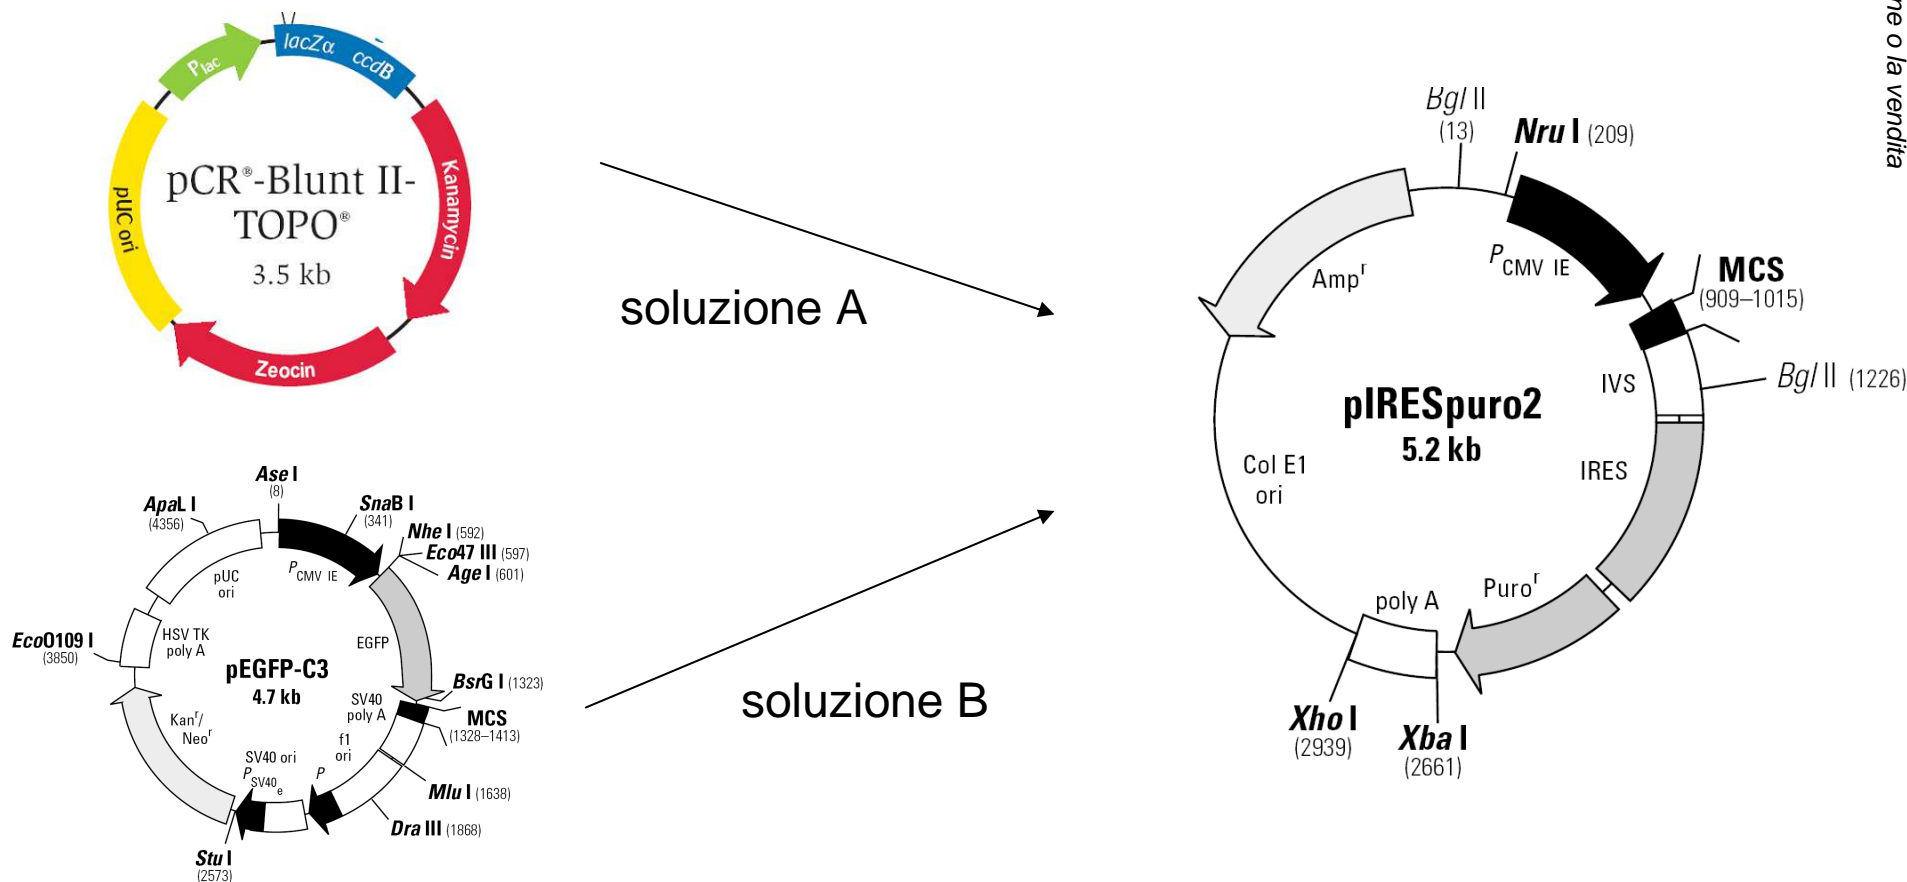 lacZα ccdB
Plac
Kanamycin
Zeocin
pUC ori
pCR®-Blunt II-
TOPO®
3.5 kb
soluzione A
soluzione B
Ase I
(8)
SnaB I
(341)
Nhe I (592)
Eco47 III (597)
Age I (601)
ApaL I
(4356)
pUC
ori
PCMV IE
EcoO109 I
(3850)
HSV TK
poly A
EGFP
pEGFP-C3
4.7 kb
BsrG I (1323)
SV40
poly A
MCS
(1328–1413)
f1
ori
Kanr/
Neor
SV40 ori
PSV40e
P
Mlu I (1638)
Dra III (1868)
Stu I
(2573)
Bgl II
(13)
Nru I (209)
PCMV IE
Ampr
MCS
(909–1015)
IVS
Bgl II (1226)
pIRESpuro2
5.2 kb
IRES
Col E1
ori
Puror
poly A
Xho I
(2939)
Xba I
(2661)
ne o la vendita